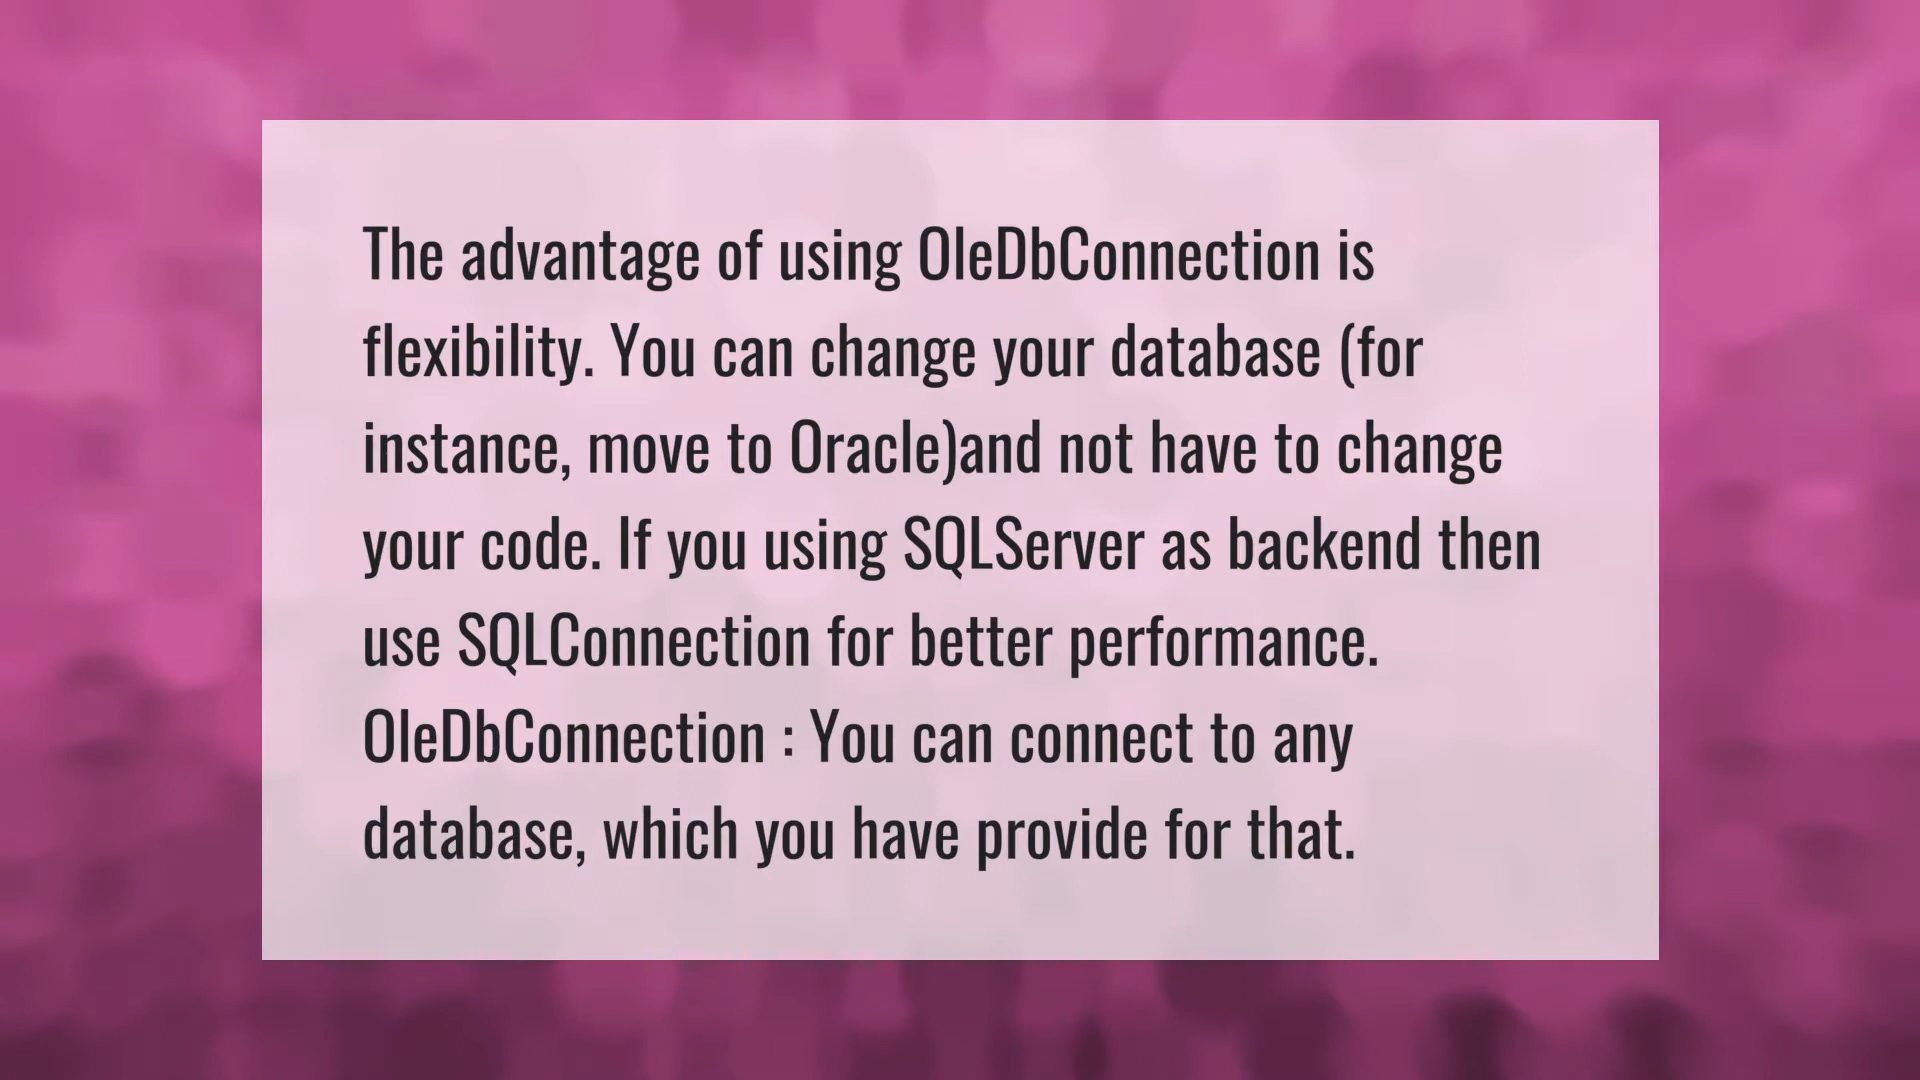 The advantage of using OleDbConnection is
flexibility. You can change your database (for
instance, move to Oracle)and not have to change
your code. If you using SQLServer as backend then
use SQLConnection for better performance.
OleDbConnection : You can connect to any
database, which you have provide for that.